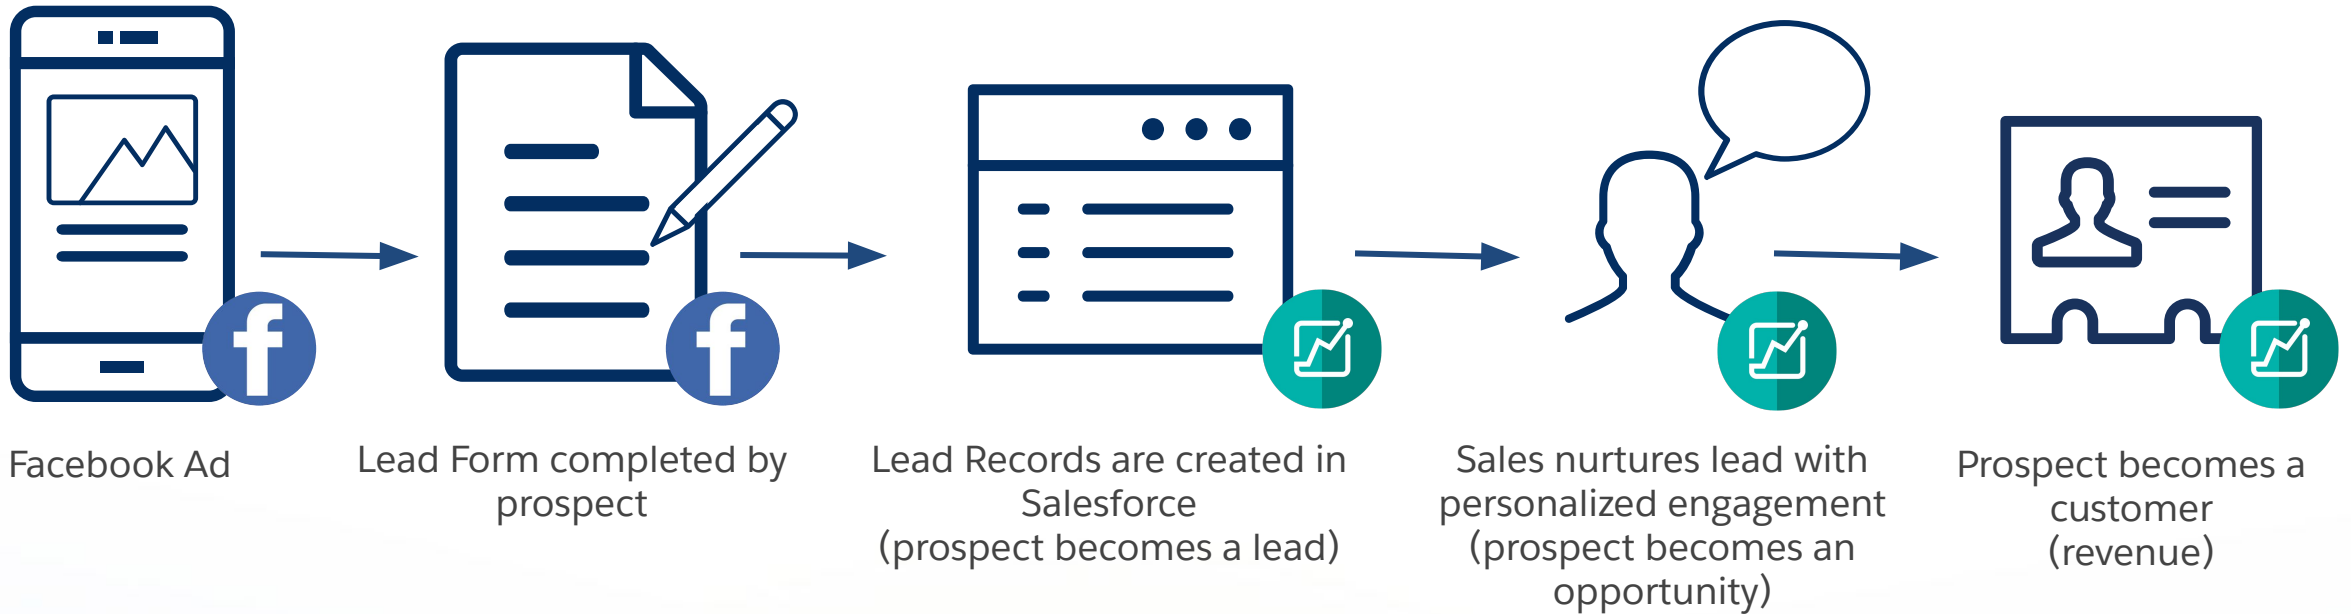 f
f
Facebook Ad
Lead Form completed by
prospect
Lead Records are created in
Salesforce
(prospect becomes a lead)
Sales nurtures lead with
personalized engagement
(prospect becomes an
opportunity)
Prospect becomes a
customer
(revenue)